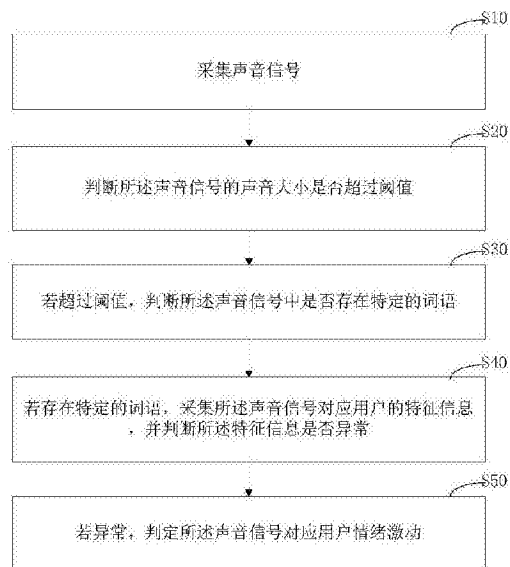 S10
采集声音信号
S20
判断所述声音信号的声音大小是否超过阈值
S30
若超过阈值，判断所述声音信号中是否存在特定的词语
S40
若存在特定的词语，采集所述声音信号对应用户的特征信息
，并判断所述特征信息是否异常
S50
若异常，判定所述声音信号对应用户情绪激动